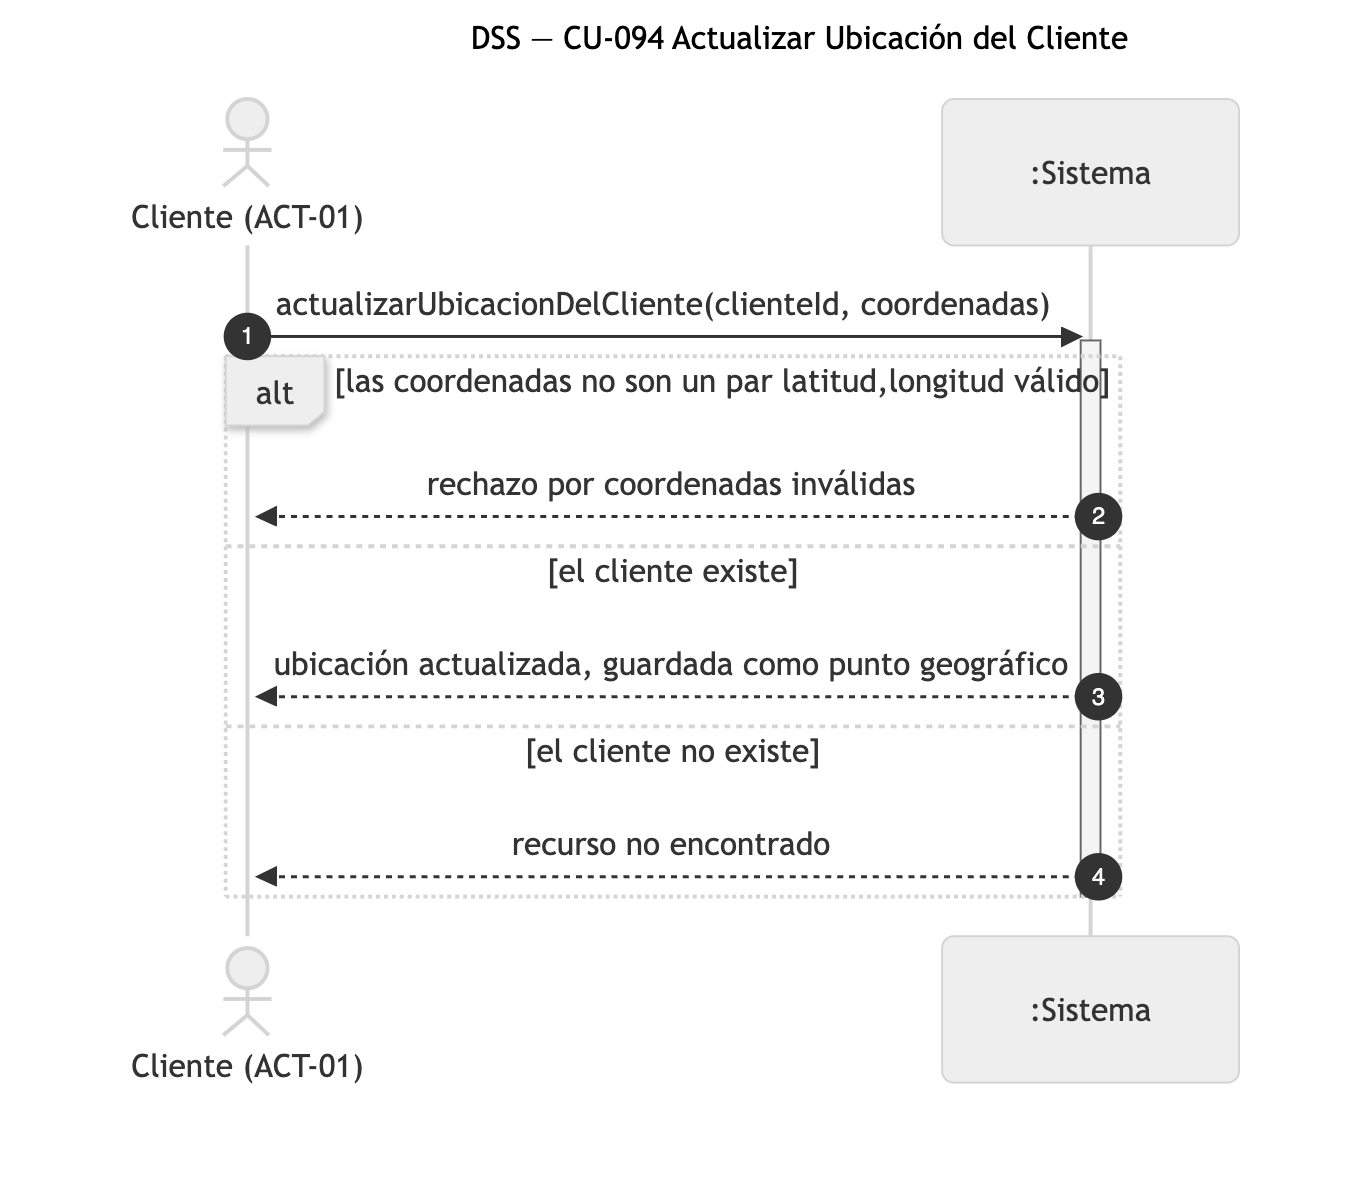 DSS — CU-094 Actualizar Ubicación del Cliente
Cliente (ACT-01)
:Sistema
actualizarUbicacionDelCliente(clienteId, coordenadas)
1
alt
[las coordenadas no son un par latitud,longitud válido]
rechazo por coordenadas inválidas
2
[el cliente existe]
ubicación actualizada, guardada como punto geográfico
3
[el cliente no existe]
recurso no encontrado
4
Cliente (ACT-01)
:Sistema